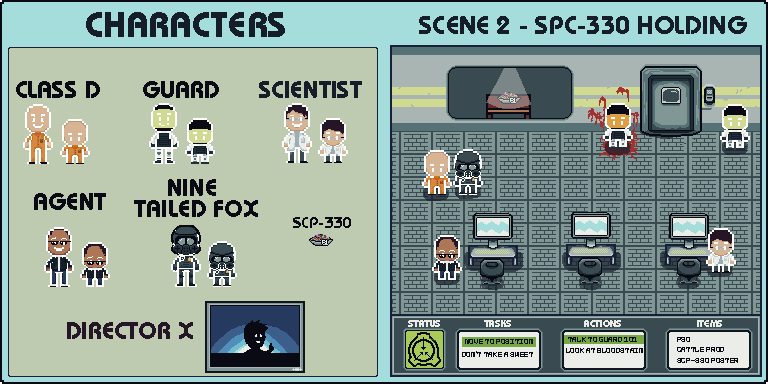 CHARACTERS
CLASS D
GUARD
SCIENTIST
AGENT
NINE
TAILED FOX
SCP-330
DIRECTOR X
SCENE 2 - SPC-330 HOLDING
STATUS
TASKS
MOVE TO POSITION
DON'T TAKE A SWEET
ACTIONS
TALK TO GUARD 101
LOOK AT BLOODSTAIN
ITEMS
P90
CATTLE PROD
SCP-330 POSTER